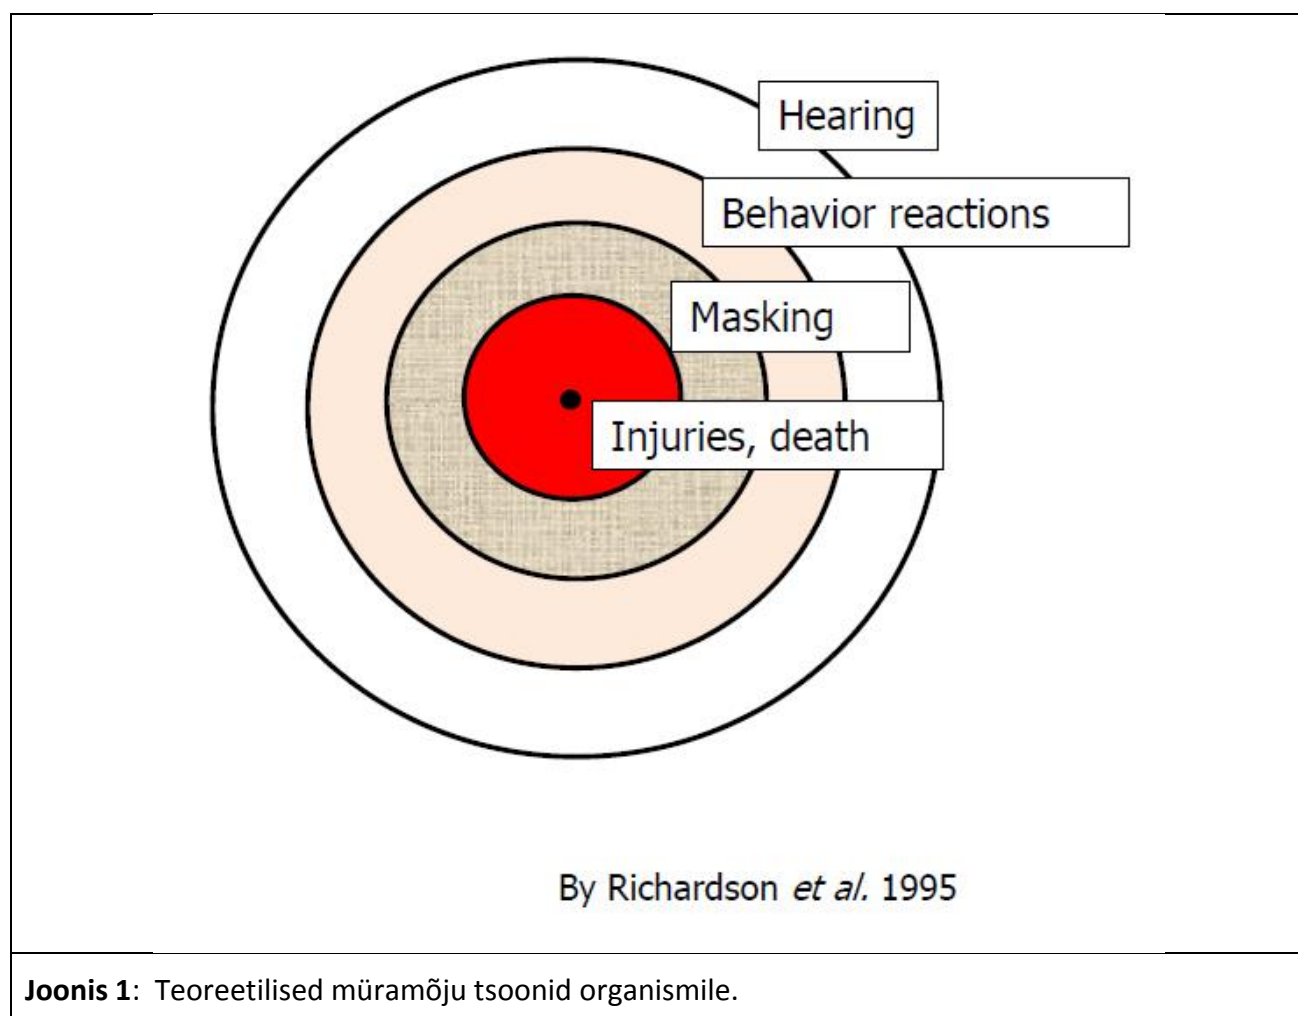 Hearing
Behavior reactions
Masking
Injuries, death
By Richardson et al. 1995
Joonis 1: Teoreetilised müramõju tsoonid organismile.